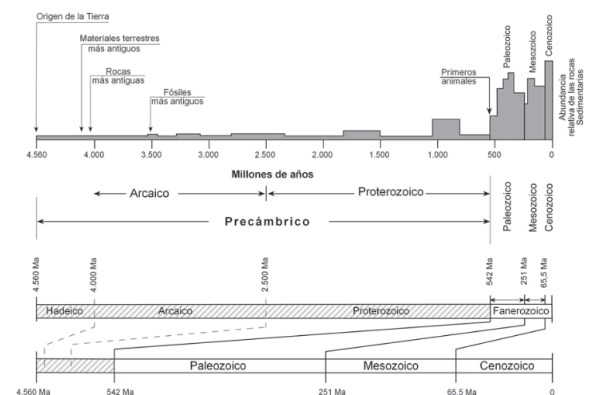 Origen de la Tierra
Materiales terrestres
más antiguos
Rocas
más antiguas
Fósiles
más antiguos
Primeros
animales
Paleozoico
Mesozoico
Cenozoico
Abundancia
relativa de las rocas
Sedimentarias
4.560 4.000 3.500 3.000 2.500 2.000 1.500 1.000 500 0
Millones de años
Arcaico Proterozoico
Precámbrico
Paleozoico
Mesozoico
Cenozoico
4.560 Ma
4.000 Ma
2.500 Ma
542 Ma
251 Ma
65,5 Ma
Hadeico Arcaico Proterozoico Fanerozoico
Paleozoico Mesozoico Cenozoico
4.560 Ma 542 Ma 251 Ma 65.5 Ma 0